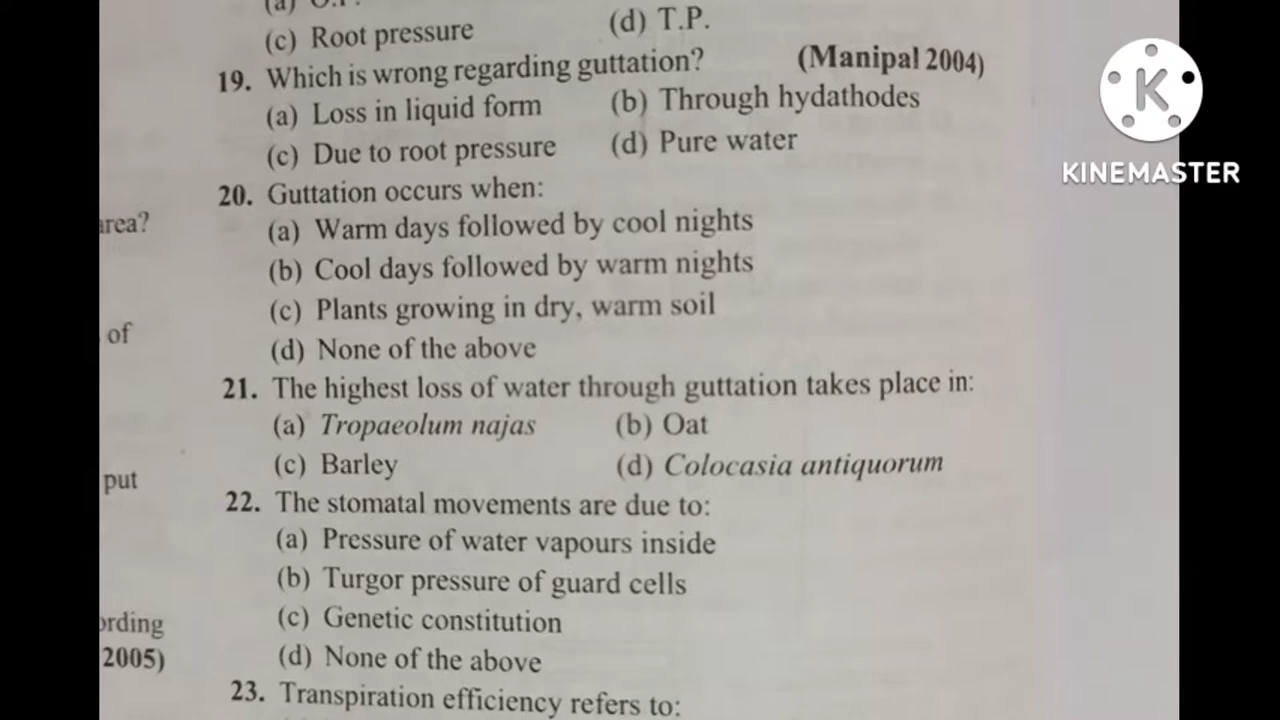 (c) Root pressure (d) T.P.
19. Which is wrong regarding guttation? (Manipal 2004)
(a) Loss in liquid form (b) Through hydathodes
(c) Due to root pressure (d) Pure water
20. Guttation occurs when:
(a) Warm days followed by cool nights
(b) Cool days followed by warm nights
(c) Plants growing in dry, warm soil
(d) None of the above
21. The highest loss of water through guttation takes place in:
(a) Tropaeolum najas (b) Oat
(c) Barley (d) Colocasia antiquorum
22. The stomatal movements are due to:
(a) Pressure of water vapours inside
(b) Turgor pressure of guard cells
(c) Genetic constitution
(d) None of the above
23. Transpiration efficiency refers to:
of
put
2005)
K
KINEMASTER